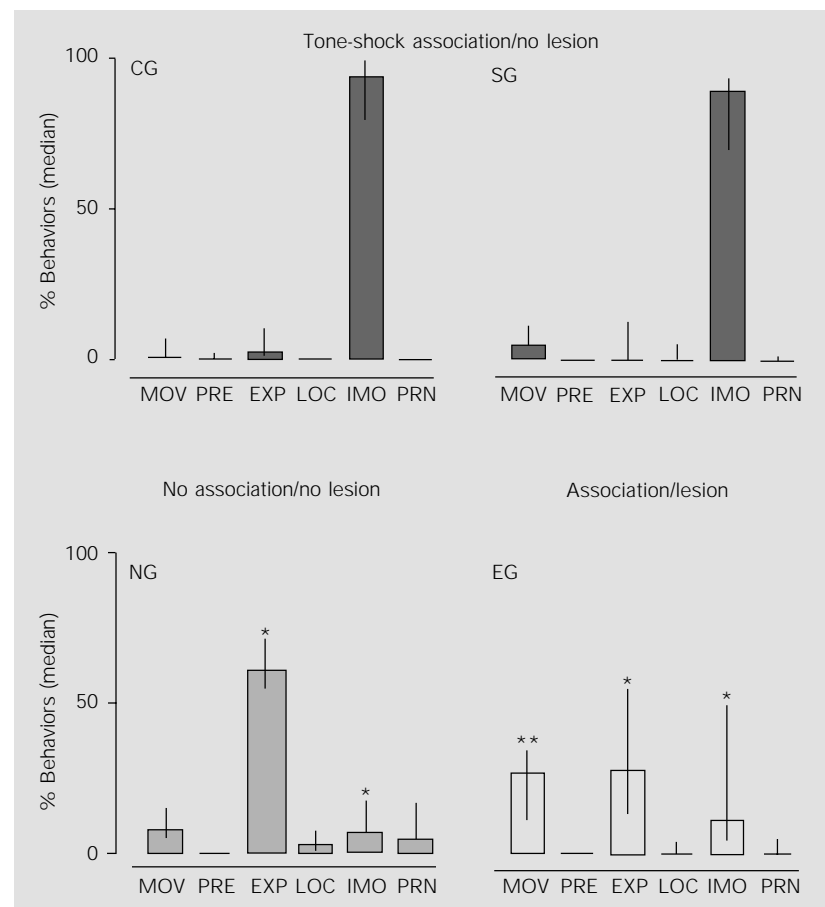 Tone-shock association/no lesion
100
CG
SG
% Behaviors (median)
50
0
MOV PRE EXP LOC IMO PRN
MOV PRE EXP LOC IMO PRN
No association/no lesion
Association/lesion
100
NG
EG
% Behaviors (median)
*
*
*
50
**
*
0
MOV PRE EXP LOC IMO PRN
MOV PRE EXP LOC IMO PRN